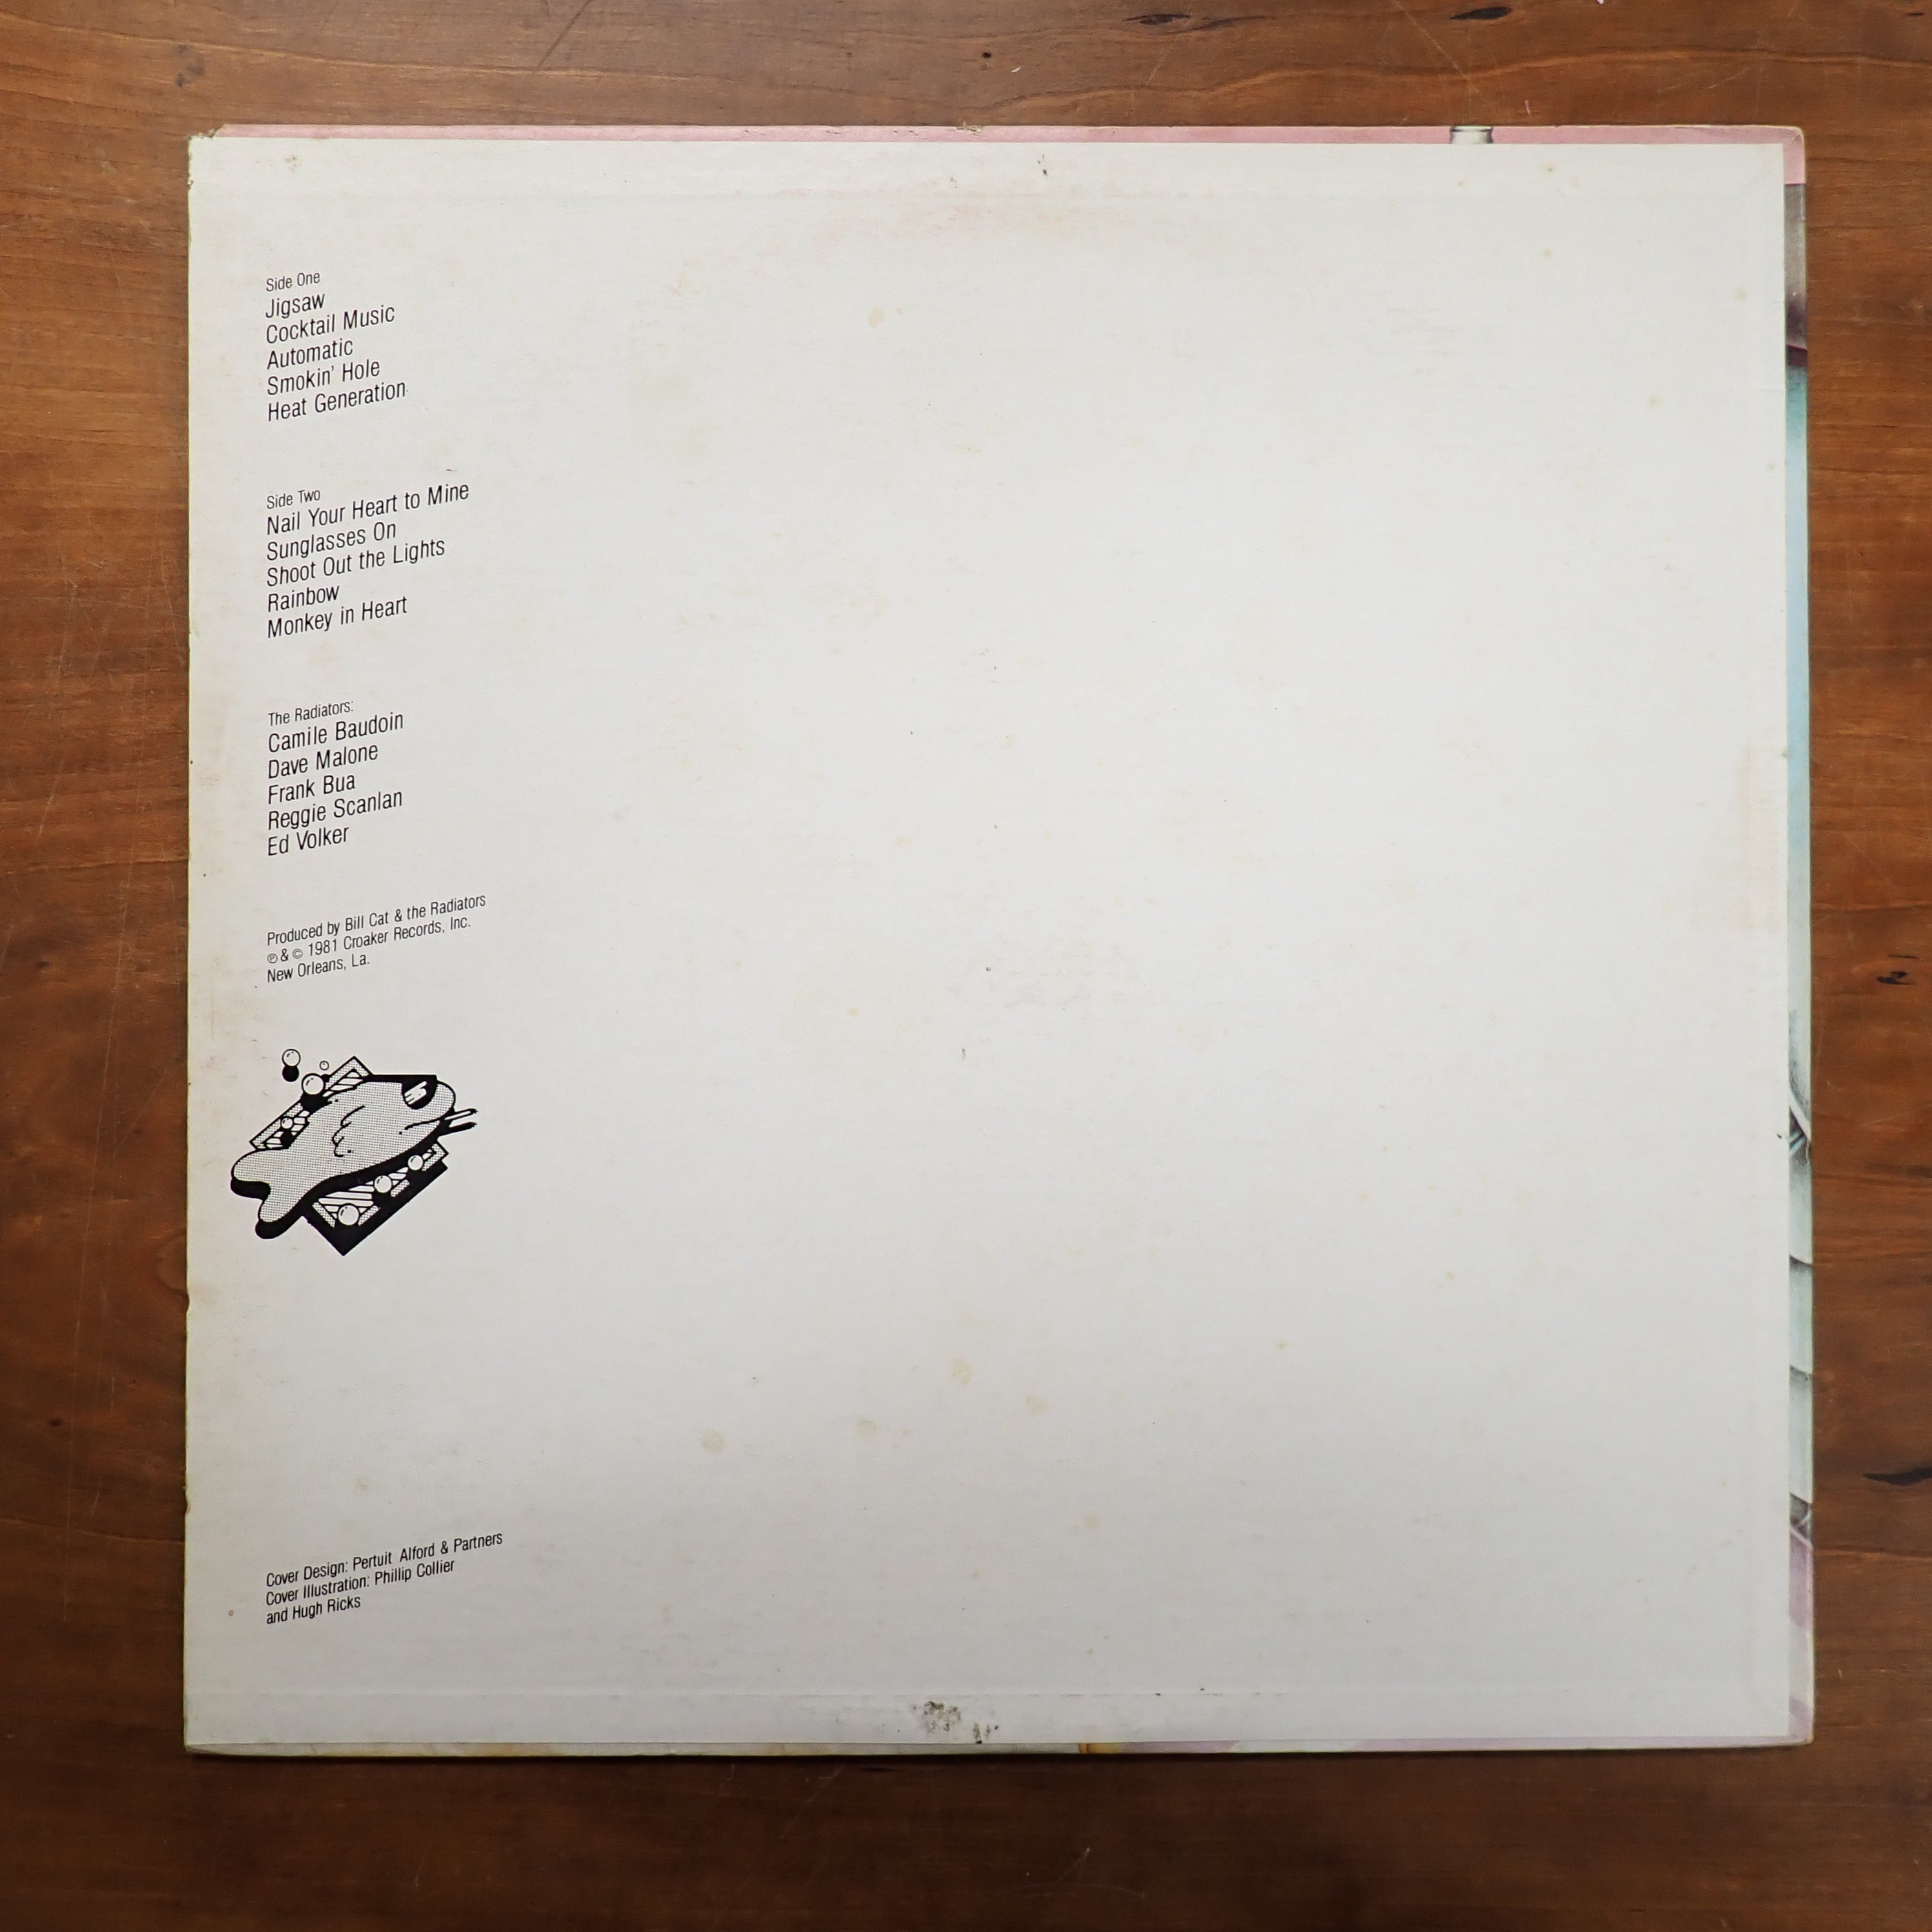 Side One
Jigsaw
Cocktail Music
Automatic
Smokin' Hole
Heat Generation
Side Two
Nail Your Heart to Mine
Sunglasses On
Shoot Out the Lights
Rainbow
Monkey in Heart
The Radiators:
Camile Baudoin
Dave Malone
Frank Bua
Reggie Scanlan
Ed Volker
Produced by Bill Cat & the Radiators
℗ & © 1981 Croaker Records, Inc.
New Orleans, La.
Cover Design: Pertuit Alford & Partners
Cover Illustration: Phillip Collier
and Hugh Ricks